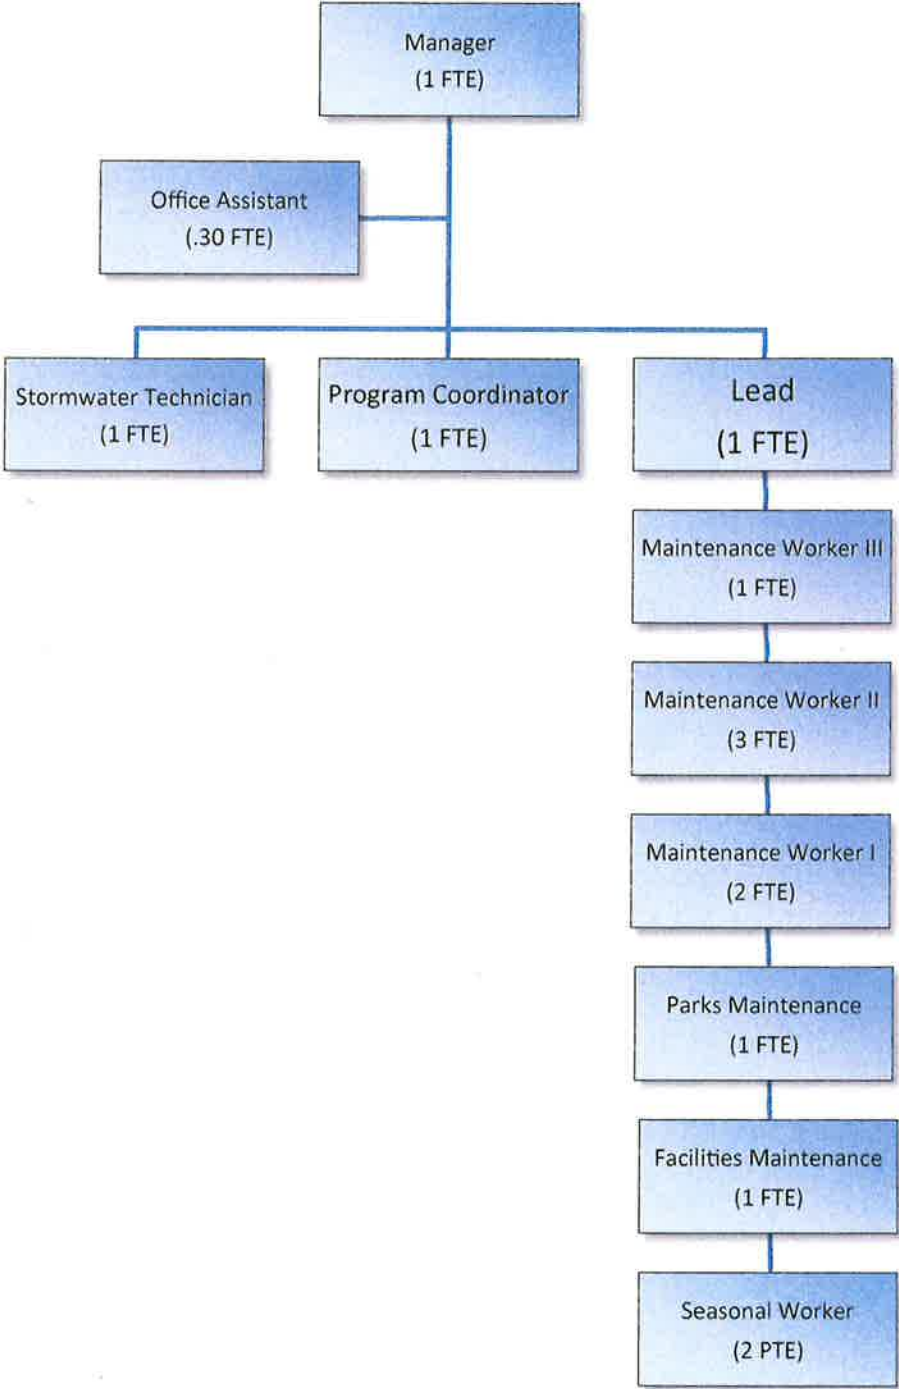 Manager
(1 FTE)
Office Assistant
(.30 FTE)
Stormwater Technician
(1 FTE)
Program Coordinator
(1 FTE)
Lead
(1 FTE)
Maintenance Worker III
(1 FTE)
Maintenance Worker II
(3 FTE)
Maintenance Worker I
(2 FTE)
Parks Maintenance
(1 FTE)
Facilities Maintenance
(1 FTE)
Seasonal Worker
(2 PTE)